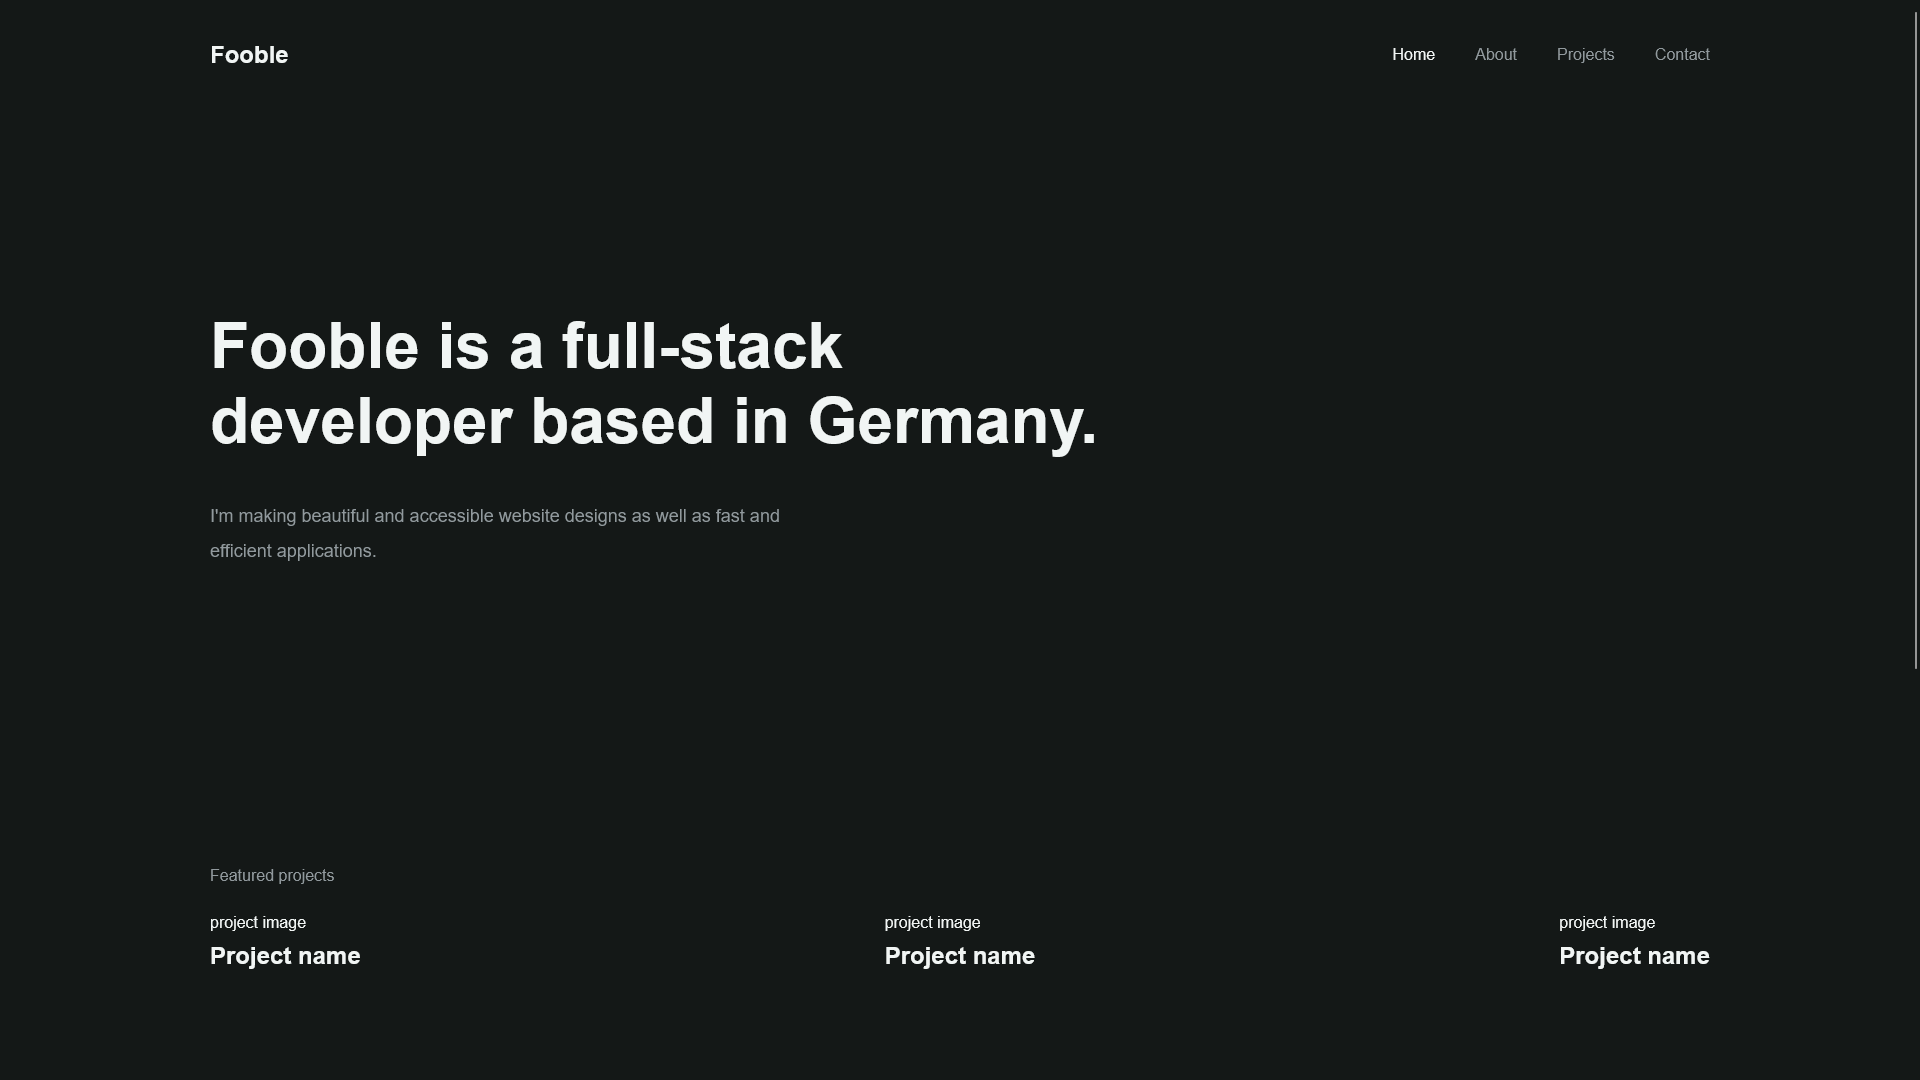 Fooble
Home About Projects Contact
Fooble is a full-stack
developer based in Germany.
I'm making beautiful and accessible website designs as well as fast and
efficient applications.
Featured projects
project image project image project image
Project name Project name Project name